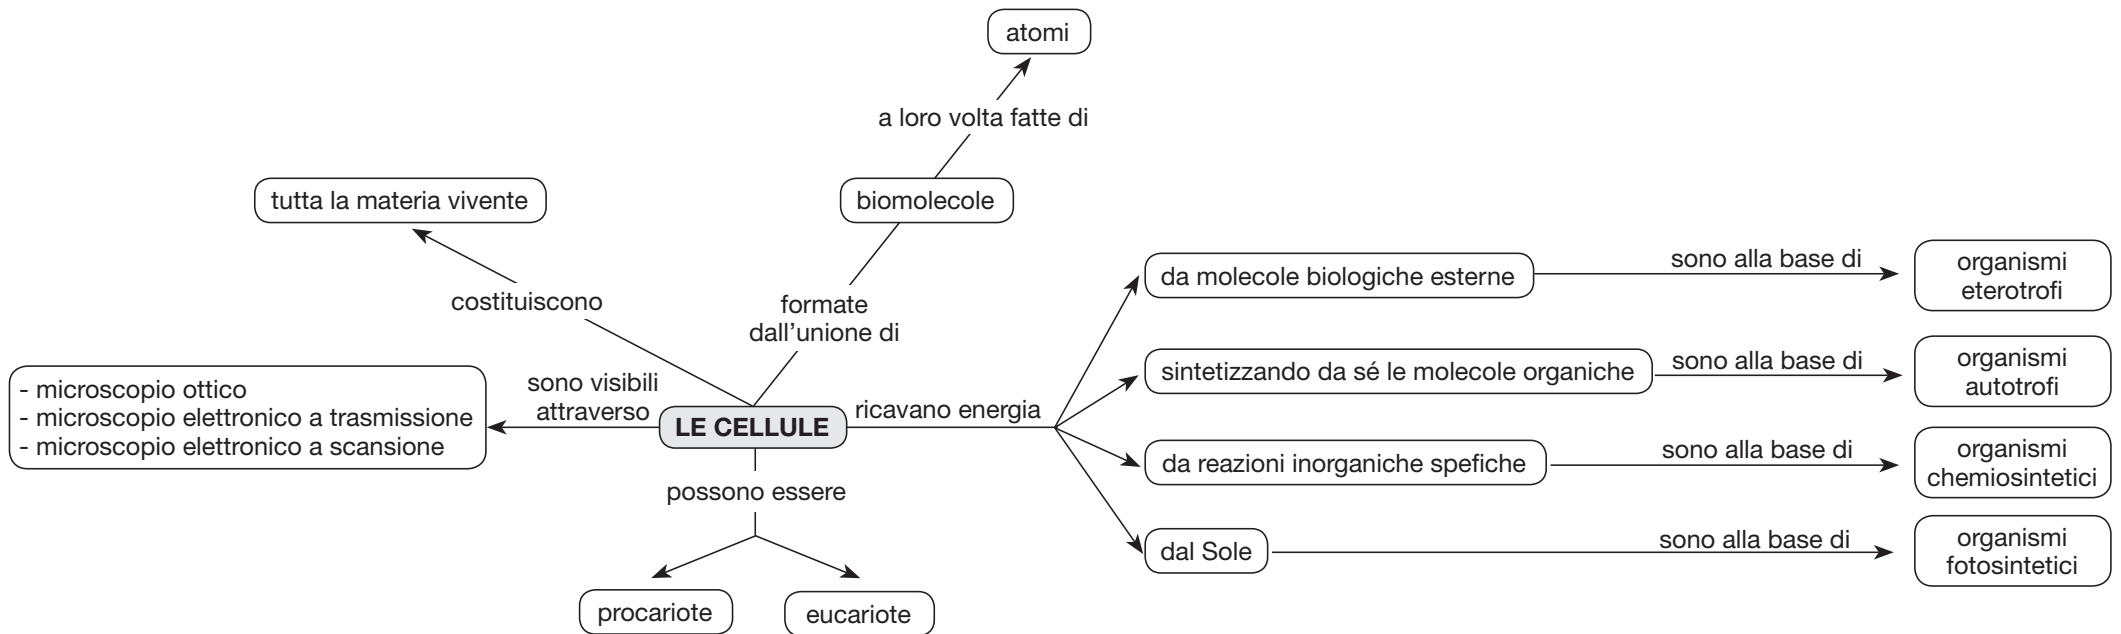 atomi
a loro volta fatte di
tutta la materia vivente
biomolecole
costituiscono
formate
dall'unione di
da molecole biologiche esterne
sono alla base di
organismi
eterotrofi
- microscopio ottico
- microscopio elettronico a trasmissione
- microscopio elettronico a scansione
sono visibili
attraverso
LE CELLULE
ricavano energia
sintetizzando da sé le molecole organiche
sono alla base di
organismi
autotrofi
da reazioni inorganiche spefiche
sono alla base di
organismi
chemiosintetici
possono essere
dal Sole
sono alla base di
organismi
fotosintetici
procariote
eucariote